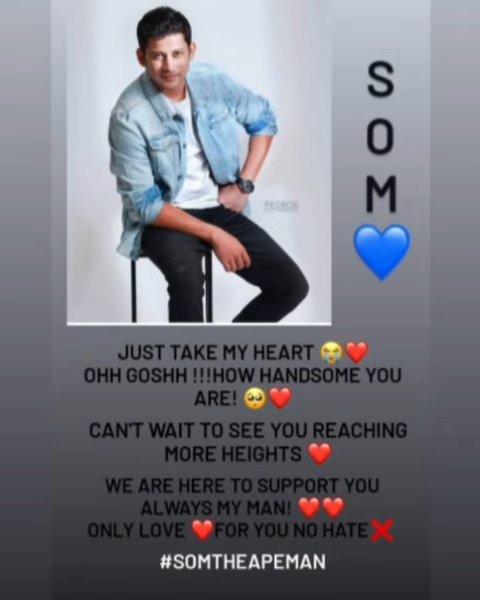 S
O
M
💙
JUST TAKE MY HEART 😭❤️
OHH GOSHH !!!HOW HANDSOME YOU
ARE! 🥺❤️
CAN'T WAIT TO SEE YOU REACHING
MORE HEIGHTS ❤️
WE ARE HERE TO SUPPORT YOU
ALWAYS MY MAN! ❤️❤️
ONLY LOVE ❤️FOR YOU NO HATE❌
#SOMTHEAPEMAN